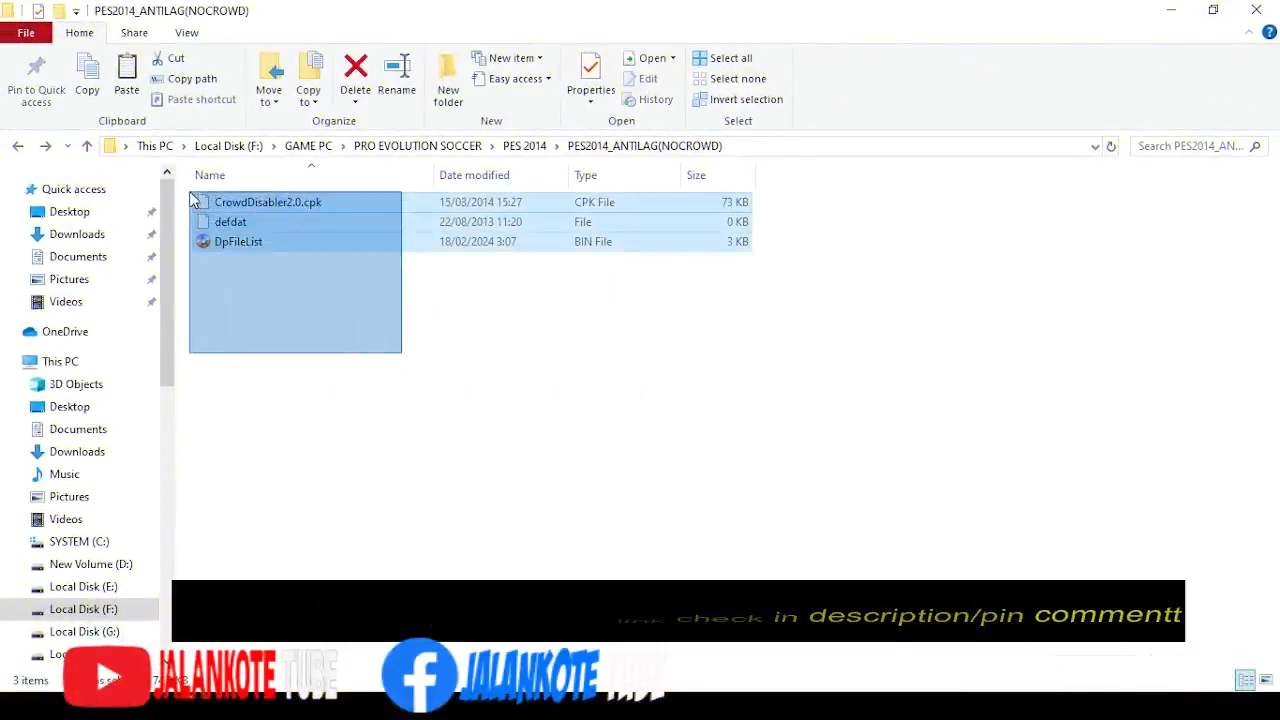 PES2014_ANTILAG(NOCROWD)
File Home Share View
Pin to Quick access
Copy
Paste
Cut
Copy path
Paste shortcut
Clipboard
Move to
Copy to
Delete
Rename
Organize
New folder
New item
Easy access
New
Properties
Open
Edit
History
Open
Select all
Select none
Invert selection
Select
This PC > Local Disk (F:) > GAME PC > PRO EVOLUTION SOCCER > PES 2014 > PES2014_ANTILAG(NOCROWD)
Search PES2014_AN...
Name Date modified Type Size
CrowdDisabler2.0.cpk 15/03/2014 15:27 CPK File 73 KB
defdat 22/08/2013 11:20 File 0 KB
DpFileList 18/02/2024 3:07 BIN File 3 KB
Quick access
Desktop
Downloads
Documents
Pictures
Videos
OneDrive
This PC
3D Objects
Desktop
Documents
Downloads
Music
Pictures
Videos
SYSTEM (C:)
New Volume (D:)
Local Disk (E:)
Local Disk (F:)
Local Disk (G:)
link check in description/pin commentt
JALANKOTE TUBE
JALANKOTE TUBE
3 items